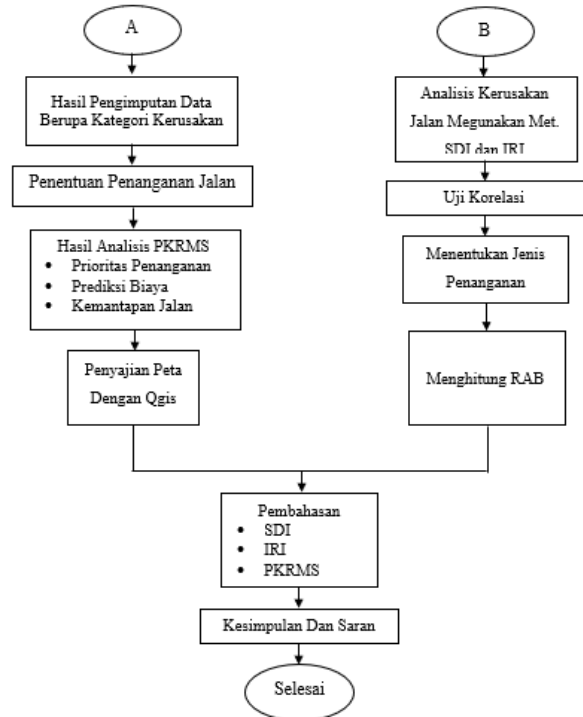 A
Hasil Pengimputan Data
Berupa Kategori Kerusakan
Penentuan Penanganan Jalan
Hasil Analisis PKRMS
• Prioritas Penanganan
• Prediksi Biaya
• Kemantapan Jalan
Penyajian Peta
Dengan Qgis
B
Analisis Kerusakan
Jalan Megunakan Met.
SDI dan IRI
Uji Korelasi
Menentukan Jenis
Penanganan
Menghitung RAB
Pembahasan
• SDI
• IRI
• PKRMS
Kesimpulan Dan Saran
Selesai